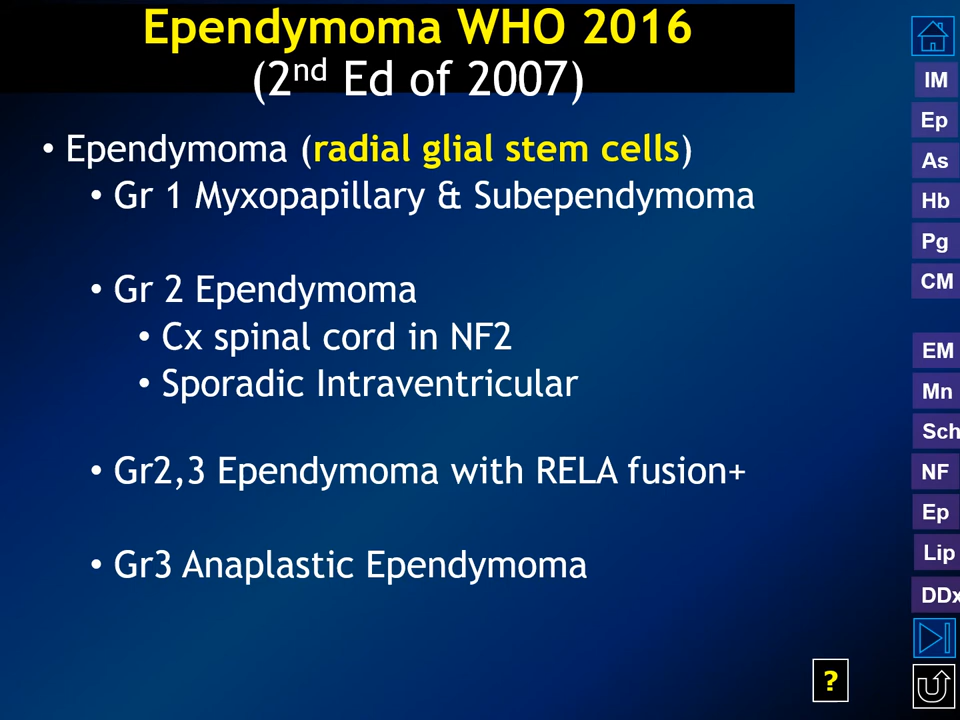 Ependymoma WHO 2016
(2nd Ed of 2007)
• Ependymoma (radial glial stem cells)
• Gr 1 Myxopapillary & Subependymoma
• Gr 2 Ependymoma
• Cx spinal cord in NF2
• Sporadic Intraventricular
• Gr2,3 Ependymoma with RELA fusion+
• Gr3 Anaplastic Ependymoma
IM
Ep
As
Hb
Pg
CM
EM
Mn
Sch
NF
Ep
Lip
DDx
?